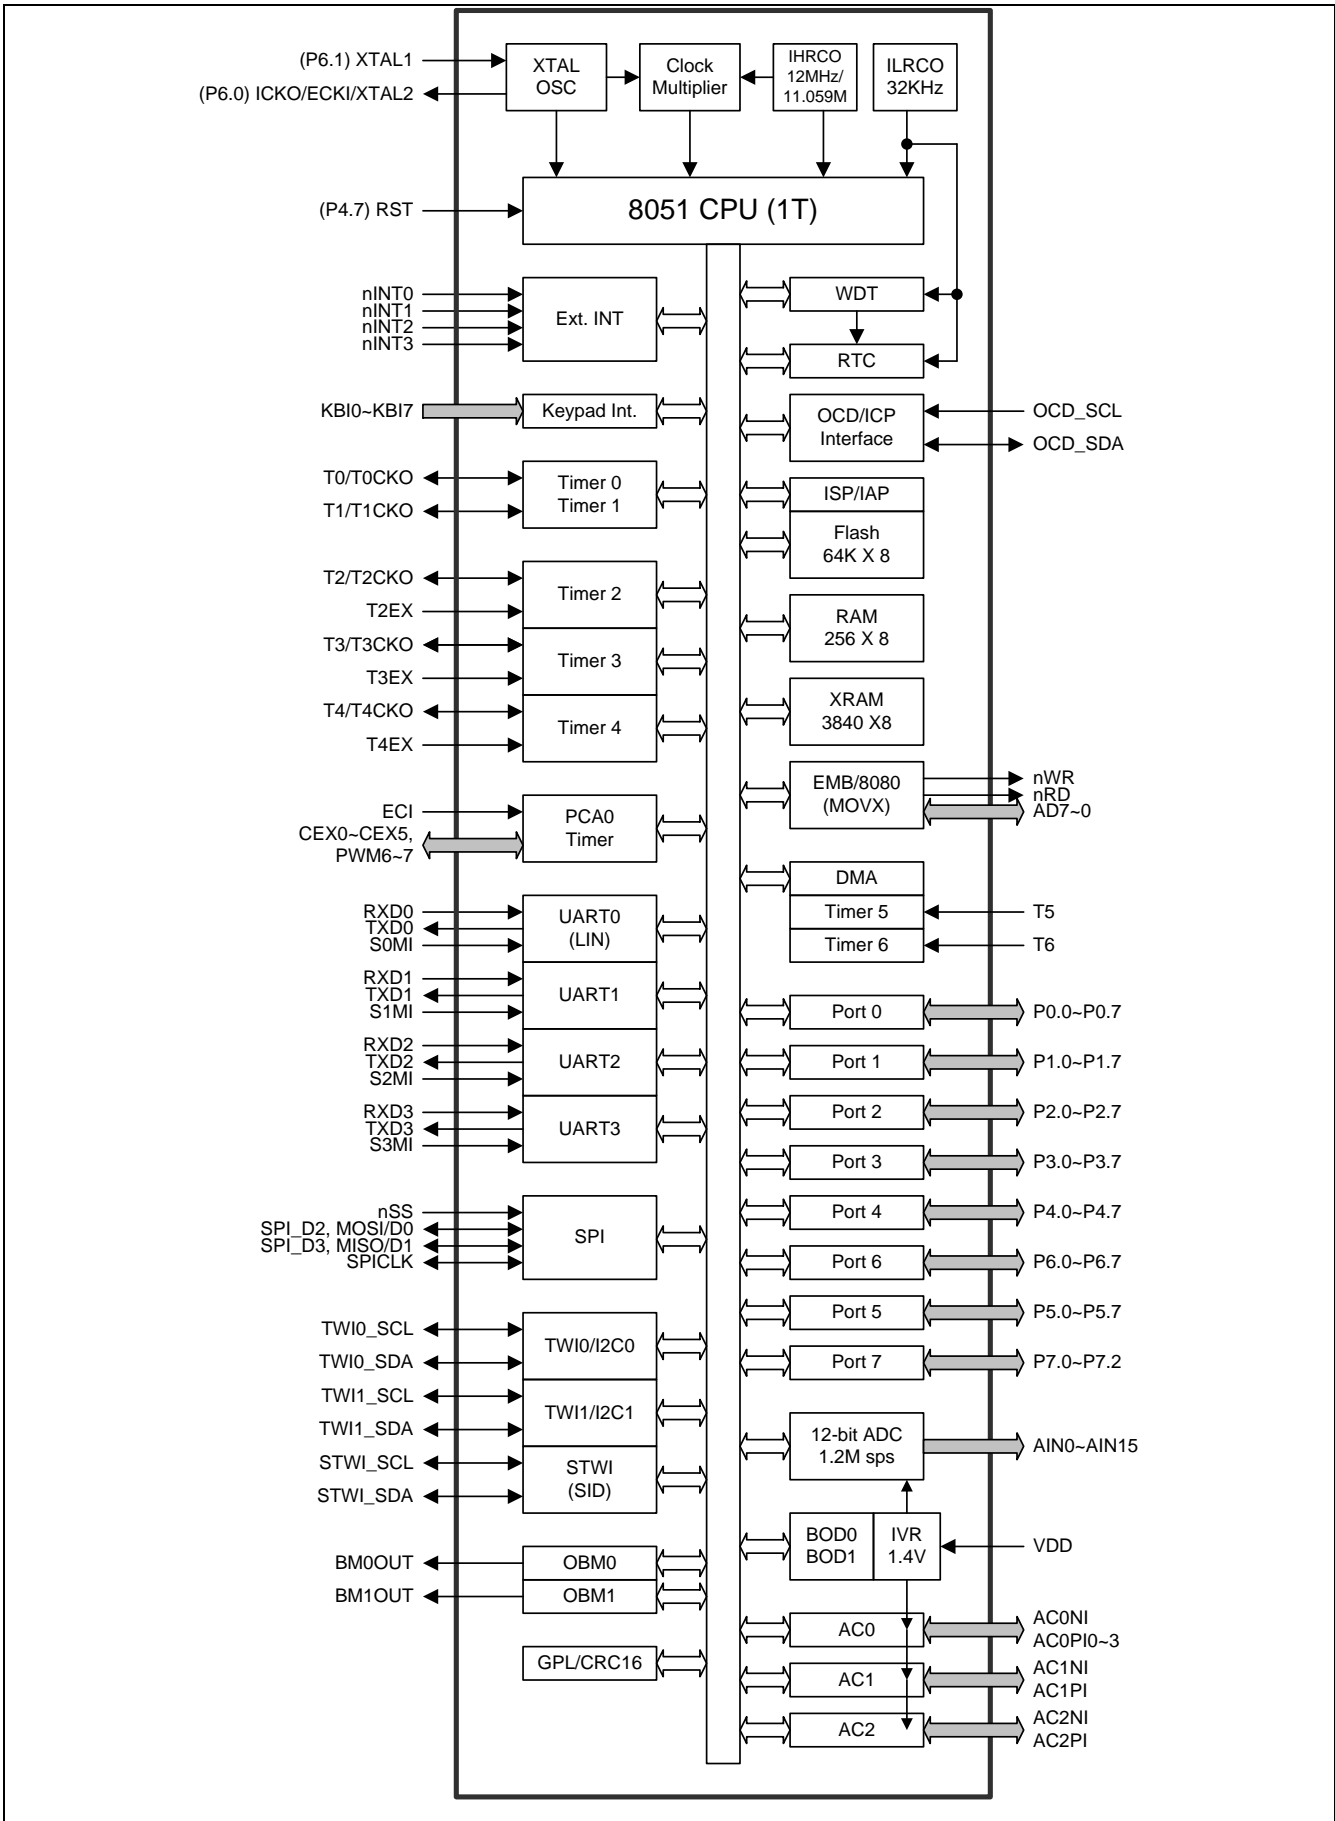 (P6.1) XTAL1
(P6.0) ICKO/ECKI/XTAL2
XTAL
OSC
Clock
Multiplier
IHRCO
12MHz/
11.059M
ILRCO
32KHz
(P4.7) RST
8051 CPU (1T)
nINT0
nINT1
nINT2
nINT3
Ext. INT
KBI0~KBI7
Keypad Int.
T0/T0CKO
T1/T1CKO
Timer 0
Timer 1
T2/T2CKO
T2EX
Timer 2
T3/T3CKO
T3EX
Timer 3
T4/T4CKO
T4EX
Timer 4
ECI
CEX0~CEX5,
PWM6~7
PCA0
Timer
RXD0
TXD0
S0MI
UART0
(LIN)
RXD1
TXD1
S1MI
UART1
RXD2
TXD2
S2MI
UART2
RXD3
TXD3
S3MI
UART3
nSS
SPI_D2, MOSI/D0
SPI_D3, MISO/D1
SPICLK
SPI
TWI0_SCL
TWI0_SDA
TWI0/I2C0
TWI1_SCL
TWI1_SDA
TWI1/I2C1
STWI_SCL
STWI_SDA
STWI
(SID)
BM0OUT
OBM0
BM1OUT
OBM1
GPL/CRC16
WDT
RTC
OCD/ICP
Interface
OCD_SCL
OCD_SDA
ISP/IAP
Flash
64K X 8
RAM
256 X 8
XRAM
3840 X8
EMB/8080
(MOVX)
nWR
nRD
AD7~0
DMA
Timer 5
T5
Timer 6
T6
Port 0
P0.0~P0.7
Port 1
P1.0~P1.7
Port 2
P2.0~P2.7
Port 3
P3.0~P3.7
Port 4
P4.0~P4.7
Port 6
P6.0~P6.7
Port 5
P5.0~P5.7
Port 7
P7.0~P7.2
12-bit ADC
1.2M sps
AIN0~AIN15
BOD0
BOD1
IVR
1.4V
VDD
AC0
AC0NI
AC0PI0~3
AC1
AC1NI
AC1PI
AC2
AC2NI
AC2PI